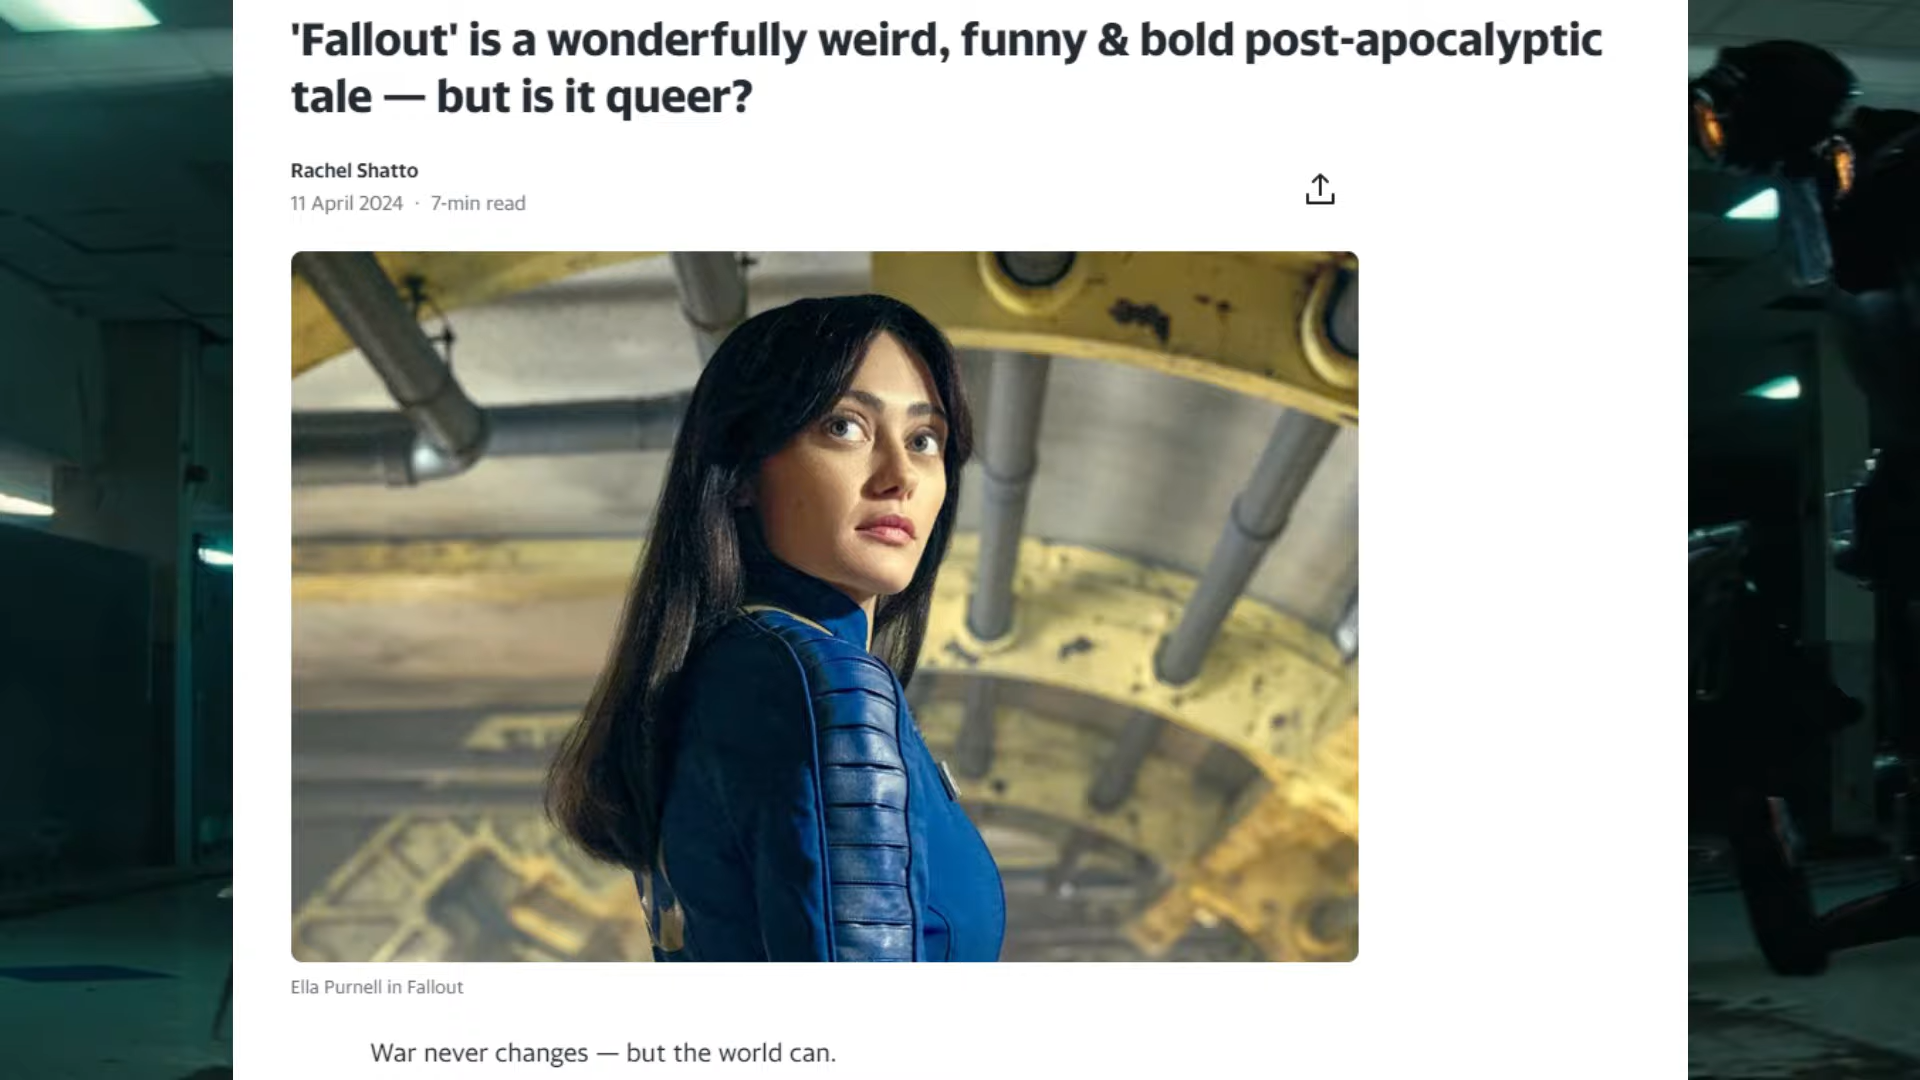 'Fallout' is a wonderfully weird, funny & bold post-apocalyptic
tale — but is it queer?
Rachel Shatto
11 April 2024 · 7-min read
Ella Purnell in Fallout
War never changes — but the world can.